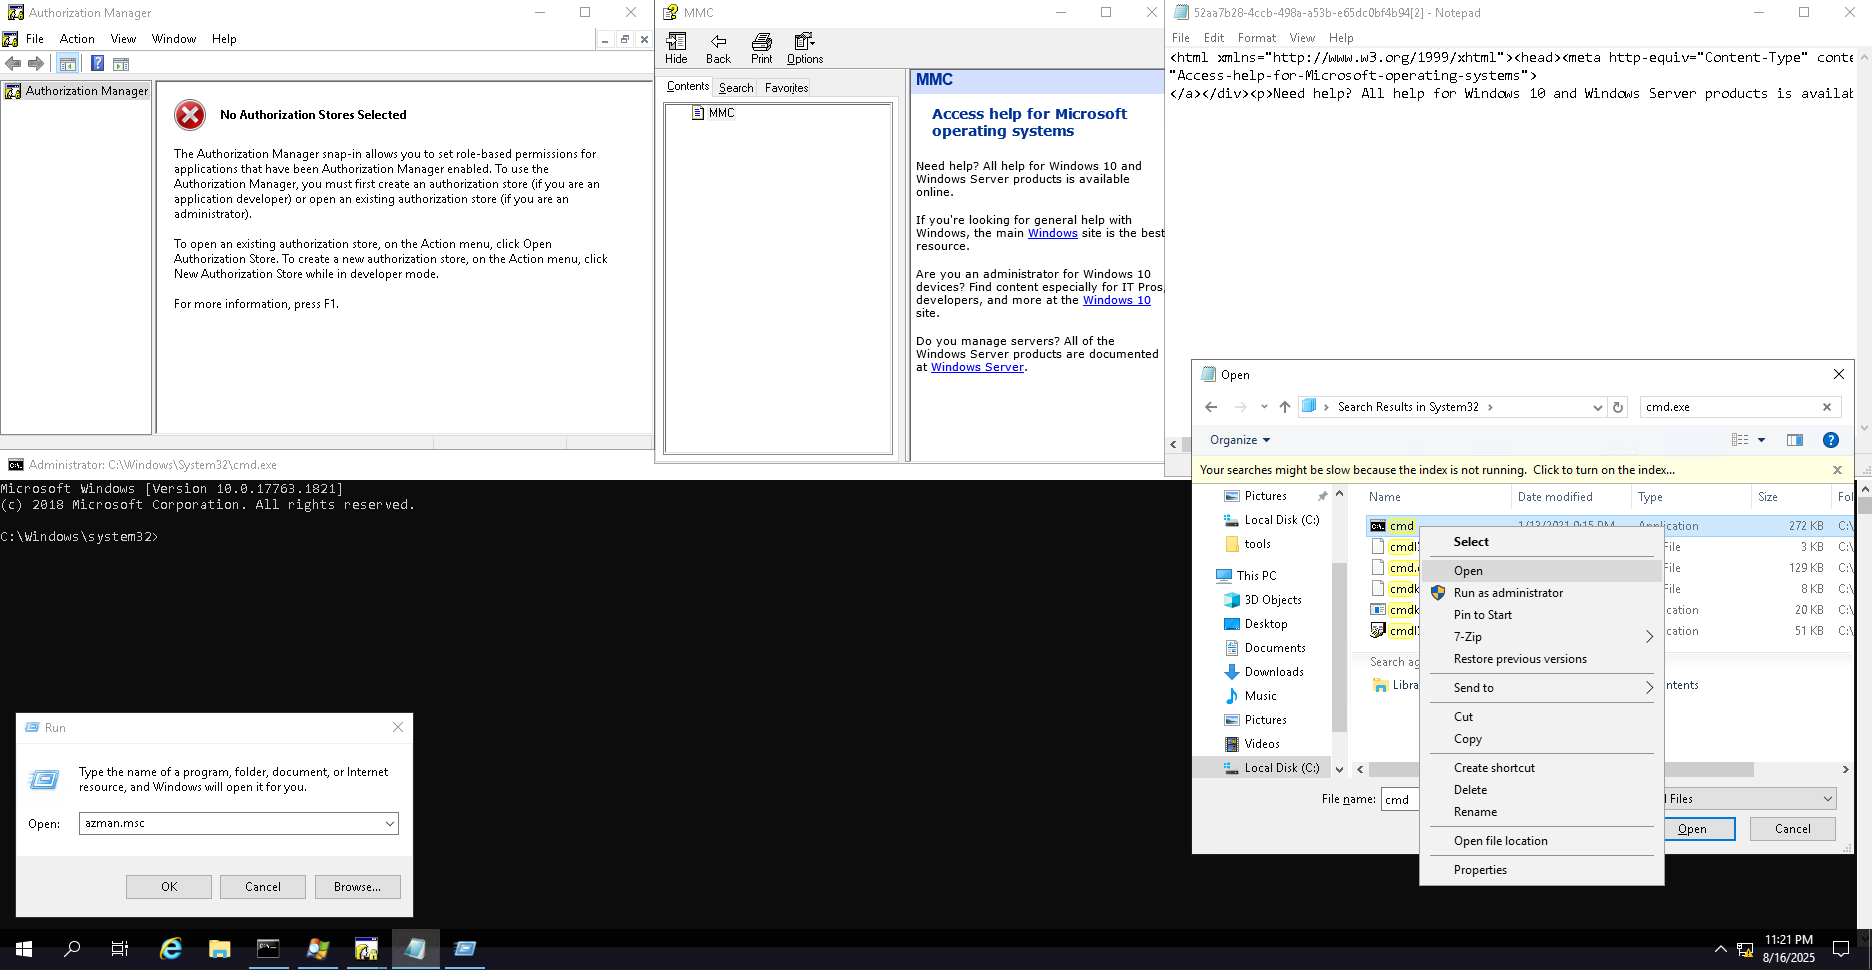 Authorization Manager
File Action View Window Help
Authorization Manager
No Authorization Stores Selected
The Authorization Manager snap-in allows you to set role-based permissions for
applications that have been Authorization Manager enabled. To use the
Authorization Manager, you must first create an authorization store (if you are an
application developer) or open an existing authorization store (if you are an
administrator).
To open an existing authorization store, on the Action menu, click Open
Authorization Store. To create a new authorization store, on the Action menu, click
New Authorization Store while in developer mode.
For more information, press F1.
MMC
Hide Back Print Options
Contents Search Favorites
MMC
MMC
Access help for Microsoft
operating systems
Need help? All help for Windows 10 and
Windows Server products is available
online.
If you're looking for general help with
Windows, the main Windows site is the best
resource.
Are you an administrator for Windows 10
devices? Find content especially for IT Pros,
developers, and more at the Windows 10
site.
Do you manage servers? All of the
Windows Server products are documented
at Windows Server.
52aa7b28-4ccb-498a-a53b-e65dc0bf4b94[2] - Notepad
File Edit Format View Help
<html xmlns="http://www.w3.org/1999/xhtml"><head><meta http-equiv="Content-Type" conte
"Access-help-for-Microsoft-operating-systems">
</a></div><p>Need help? All help for Windows 10 and Windows Server products is availab
Administrator: C:\Windows\System32\cmd.exe
Microsoft Windows [Version 10.0.17763.1821]
(c) 2018 Microsoft Corporation. All rights reserved.
C:\Windows\system32>
Open
Search Results in System32
cmd.exe
Organize
Your searches might be slow because the index is not running. Click to turn on the index...
Pictures
Local Disk (C:)
tools
This PC
3D Objects
Desktop
Documents
Downloads
Music
Pictures
Videos
Local Disk (C:)
Name Date modified Type Size Fol
cmd 1/13/2021 9:15 PM Application 272 KB C:\
cmdl File 3 KB C:\
cmd. File 129 KB C:\
cmdk File 8 KB C:\
cmdk cation 20 KB C:\
cmdl cation 51 KB C:\
Search ag
Libra ntents
File name: cmd l Files
Open Cancel
Select
Open
Run as administrator
Pin to Start
7-Zip
Restore previous versions
Send to
Cut
Copy
Create shortcut
Delete
Rename
Open file location
Properties
Run
Type the name of a program, folder, document, or Internet
resource, and Windows will open it for you.
Open: azman.msc
OK Cancel Browse...
11:21 PM
8/16/2025